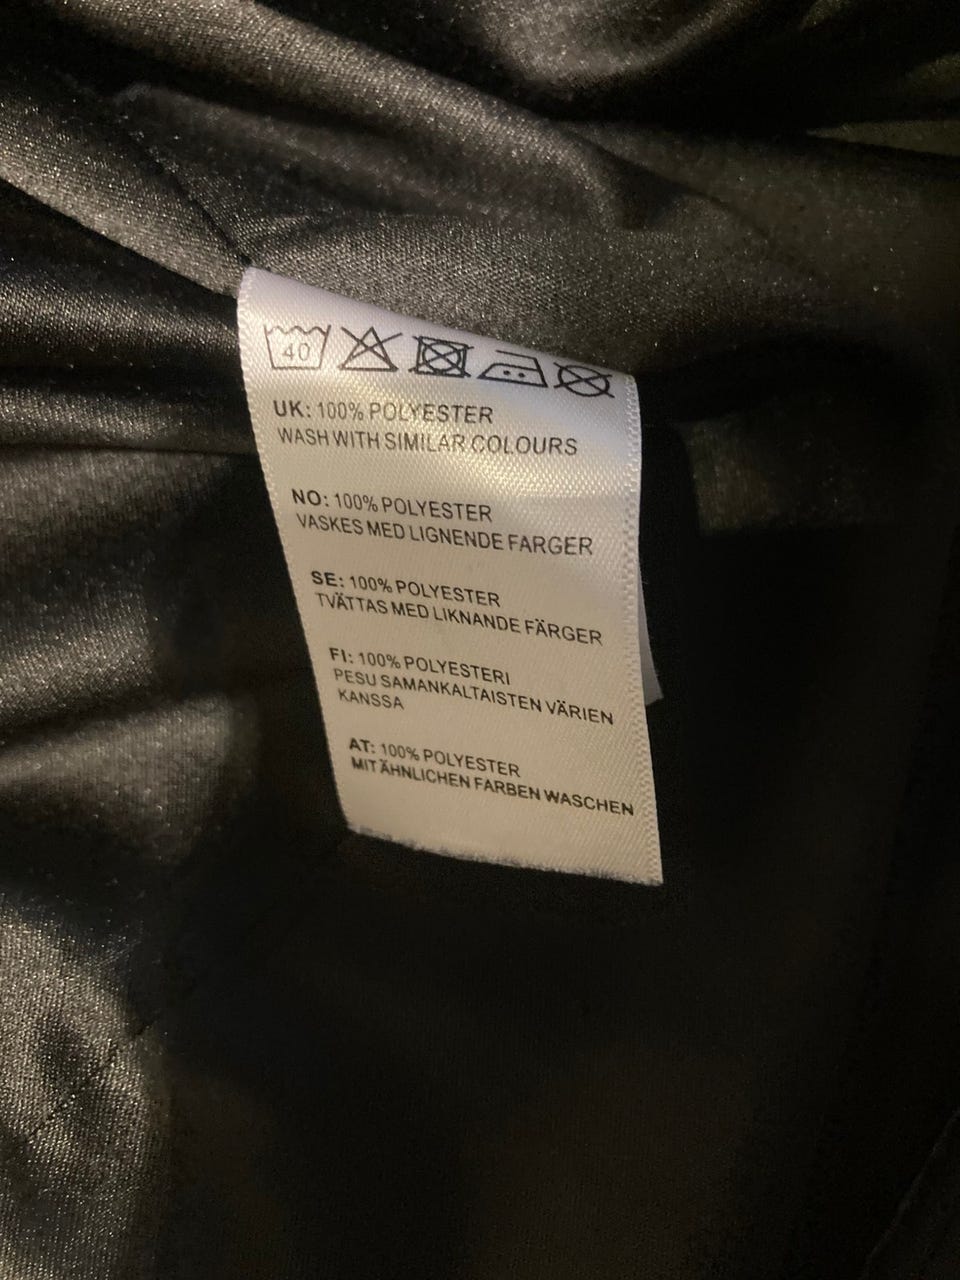 40
UK: 100% POLYESTER
WASH WITH SIMILAR COLOURS
NO: 100% POLYESTER
VASKES MED LIGNENDE FARGER
SE: 100% POLYESTER
TVÄTTAS MED LIKNANDE FÄRGER
FI: 100% POLYESTERI
PESU SAMANKALTAISTEN VÄRIEN
KANSSA
AT: 100% POLYESTER
MIT ÄHNLICHEN FARBEN WASCHEN